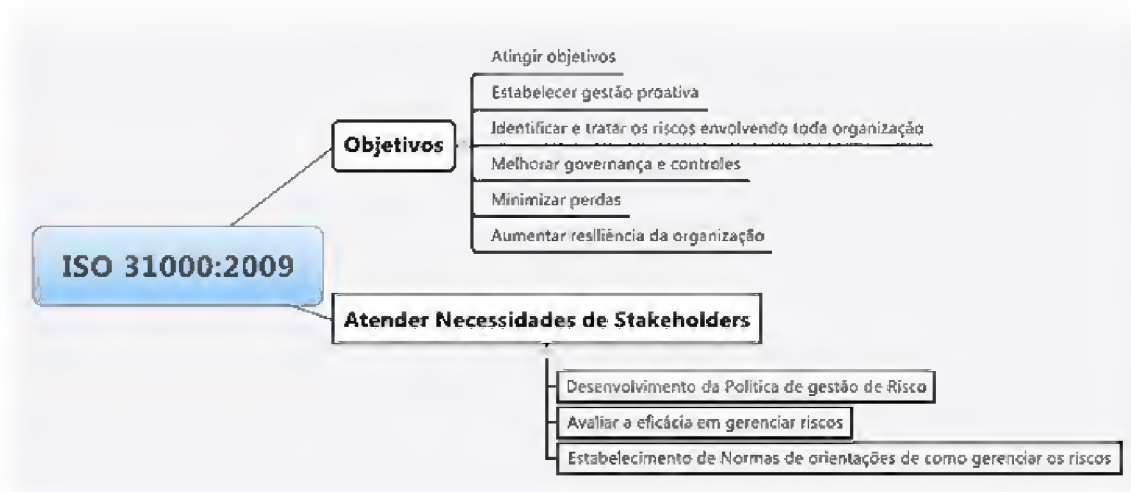 Atingir objetivos
Estabelecer gestão proativa
Identificar e tratar os riscos envolvendo toda organização
Objetivos
Melhorar governança e controles
Minimizar perdas
Aumentar resiliência da organização
ISO 31000:2009
Atender Necessidades de Stakeholders
Desenvolvimento da Politica de gestão de Risco
Avaliar a eficácia em gerenciar riscos
Estabelecimento de Normas de orientações de como gerenciar os riscos